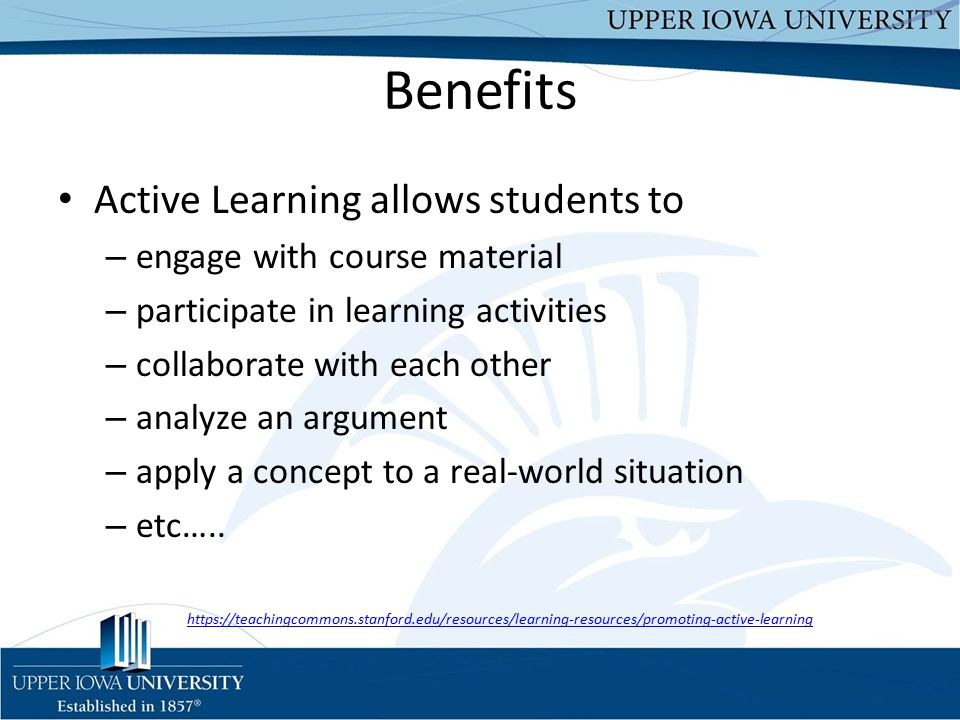 UPPER IOWA UNIVERSITY
Benefits
• Active Learning allows students to
– engage with course material
– participate in learning activities
– collaborate with each other
– analyze an argument
– apply a concept to a real-world situation
– etc…..
https://teachingcommons.stanford.edu/resources/learning-resources/promoting-active-learning
UPPER IOWA UNIVERSITY
Established in 1857®